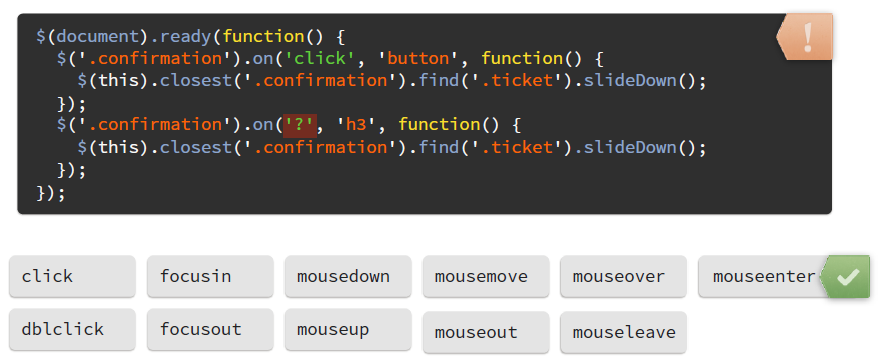 $(document).ready(function() {
  $('.confirmation').on('click', 'button', function() {
    $(this).closest('.confirmation').find('.ticket').slideDown();
  });
  $('.confirmation').on('?', 'h3', function() {
    $(this).closest('.confirmation').find('.ticket').slideDown();
  });
});
click focusin mousedown mousemove mouseover mouseenter
dblclick focusout mouseup mouseout mouseleave